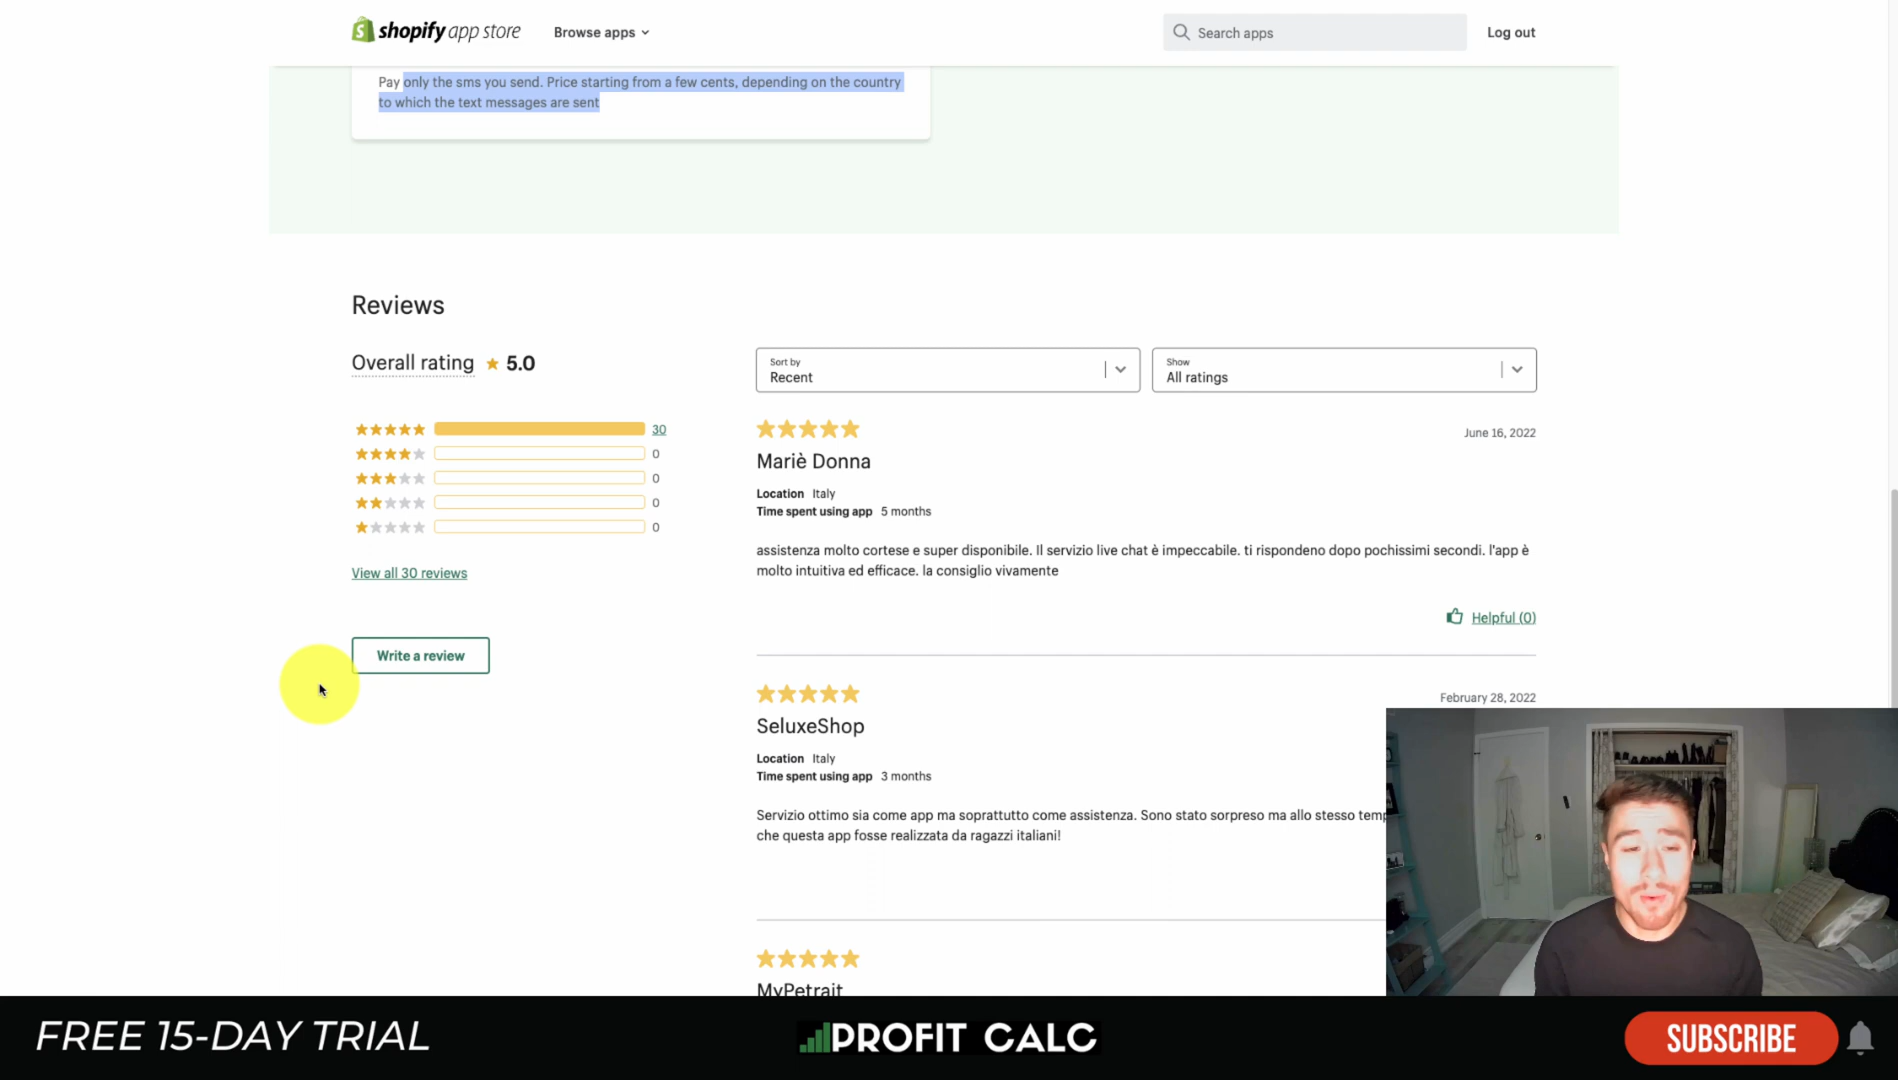 shopify app store
Browse apps
Search apps
Log out
Pay only the sms you send. Price starting from a few cents, depending on the country
to which the text messages are sent
Reviews
Overall rating 5.0
30
0
0
0
0
View all 30 reviews
Write a review
Sort by
Recent
Show
All ratings
June 16, 2022
Mariè Donna
Location Italy
Time spent using app 5 months
assistenza molto cortese e super disponibile. Il servizio live chat è impeccabile. ti rispondeno dopo pochissimi secondi. l'app è
molto intuitiva ed efficace. la consiglio vivamente
Helpful (0)
February 28, 2022
SeluxeShop
Location Italy
Time spent using app 3 months
Servizio ottimo sia come app ma soprattutto come assistenza. Sono stato sorpreso ma allo stesso temp
che questa app fosse realizzata da ragazzi italiani!
MyPetrait
FREE 15-DAY TRIAL
PROFIT CALC
SUBSCRIBE